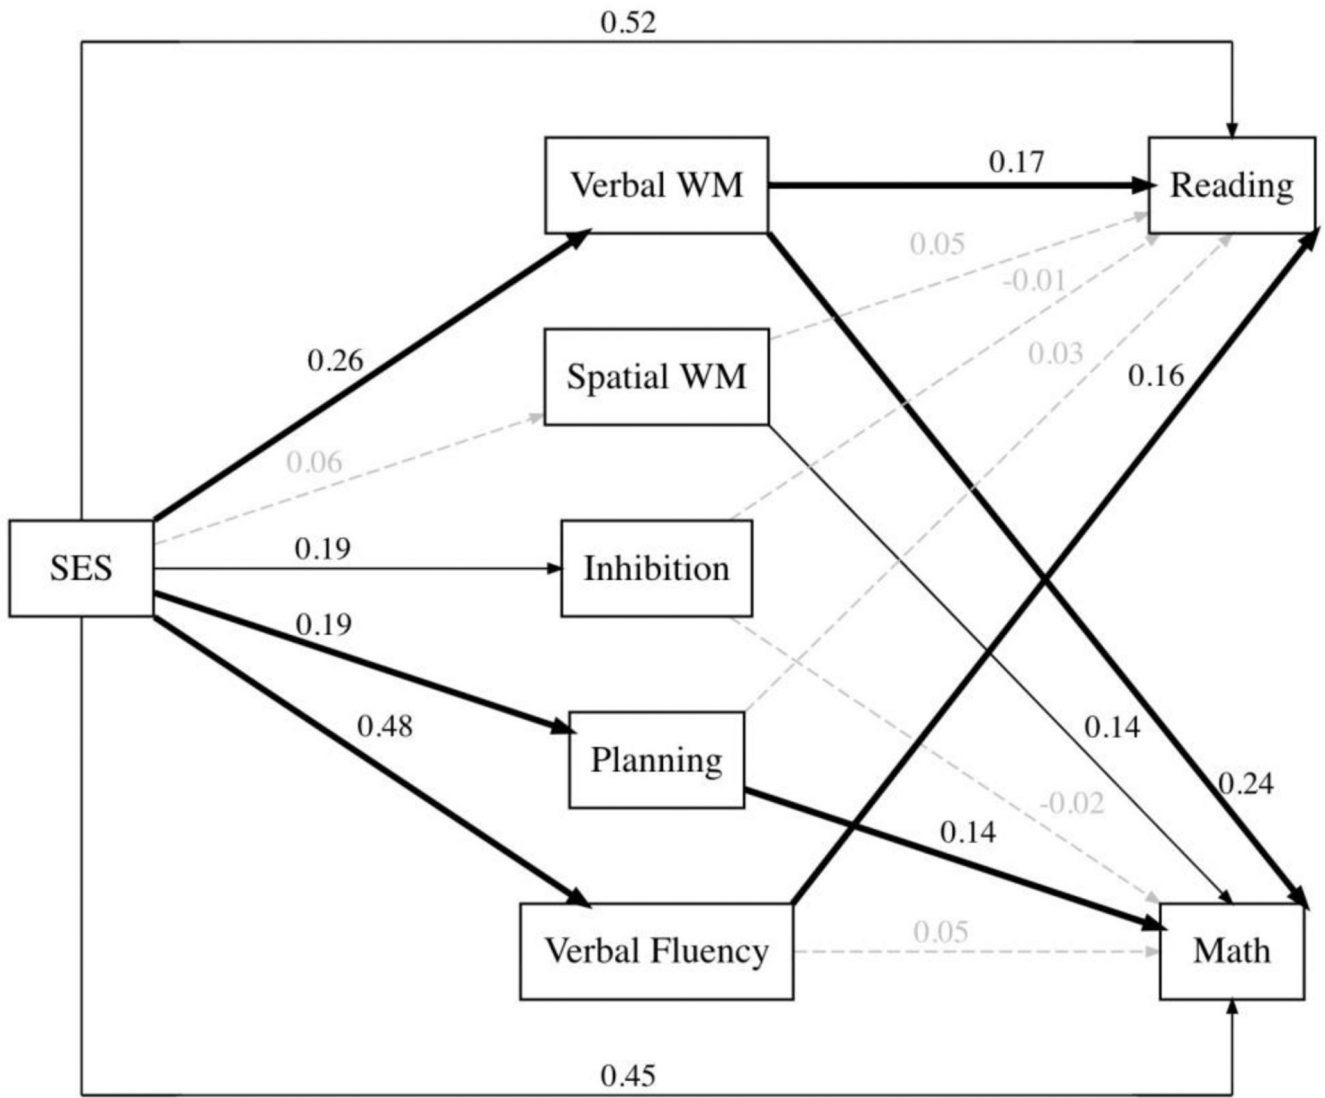 0.52
Verbal WM
0.17
Reading
0.05
-0.01
0.26
Spatial WM
0.03
0.16
0.06
SES
0.19
Inhibition
0.19
0.48
Planning
0.14
0.24
-0.02
0.14
Verbal Fluency
0.05
Math
0.45